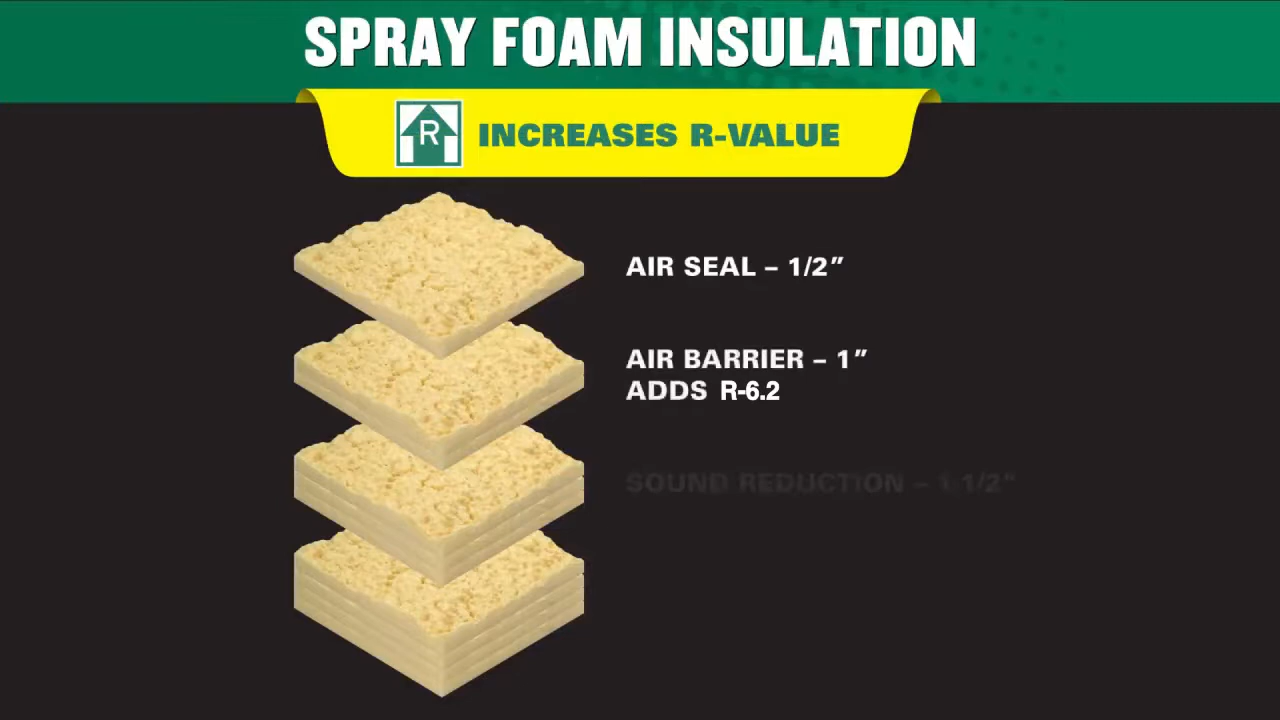 SPRAY FOAM INSULATION
R
INCREASES R-VALUE
AIR SEAL – 1/2”
AIR BARRIER – 1”
ADDS R-6.2
SOUND REDUCTION – 1 1/2”